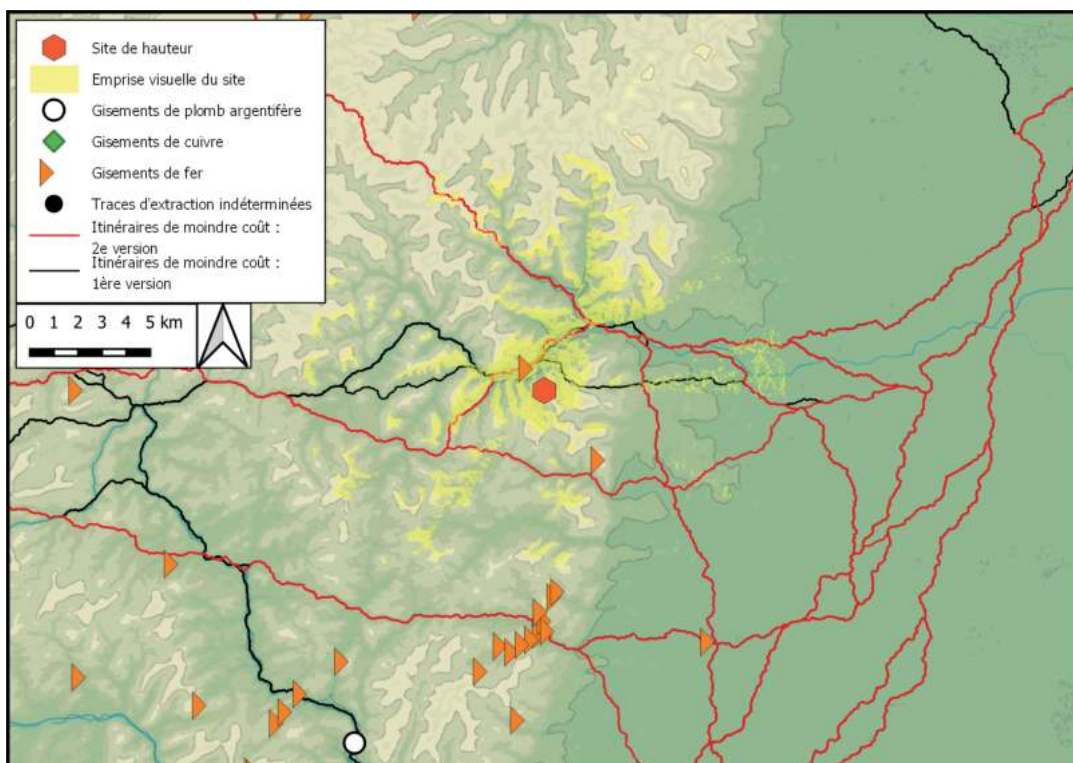 Site de hauteur
Emprise visuelle du site
Gisements de plomb argentifère
Gisements de cuivre
Gisements de fer
Traces d'extraction indéterminées
Itinéraires de moindre coût :
2e version
Itinéraires de moindre coût :
1ère version
0 1 2 3 4 5 km